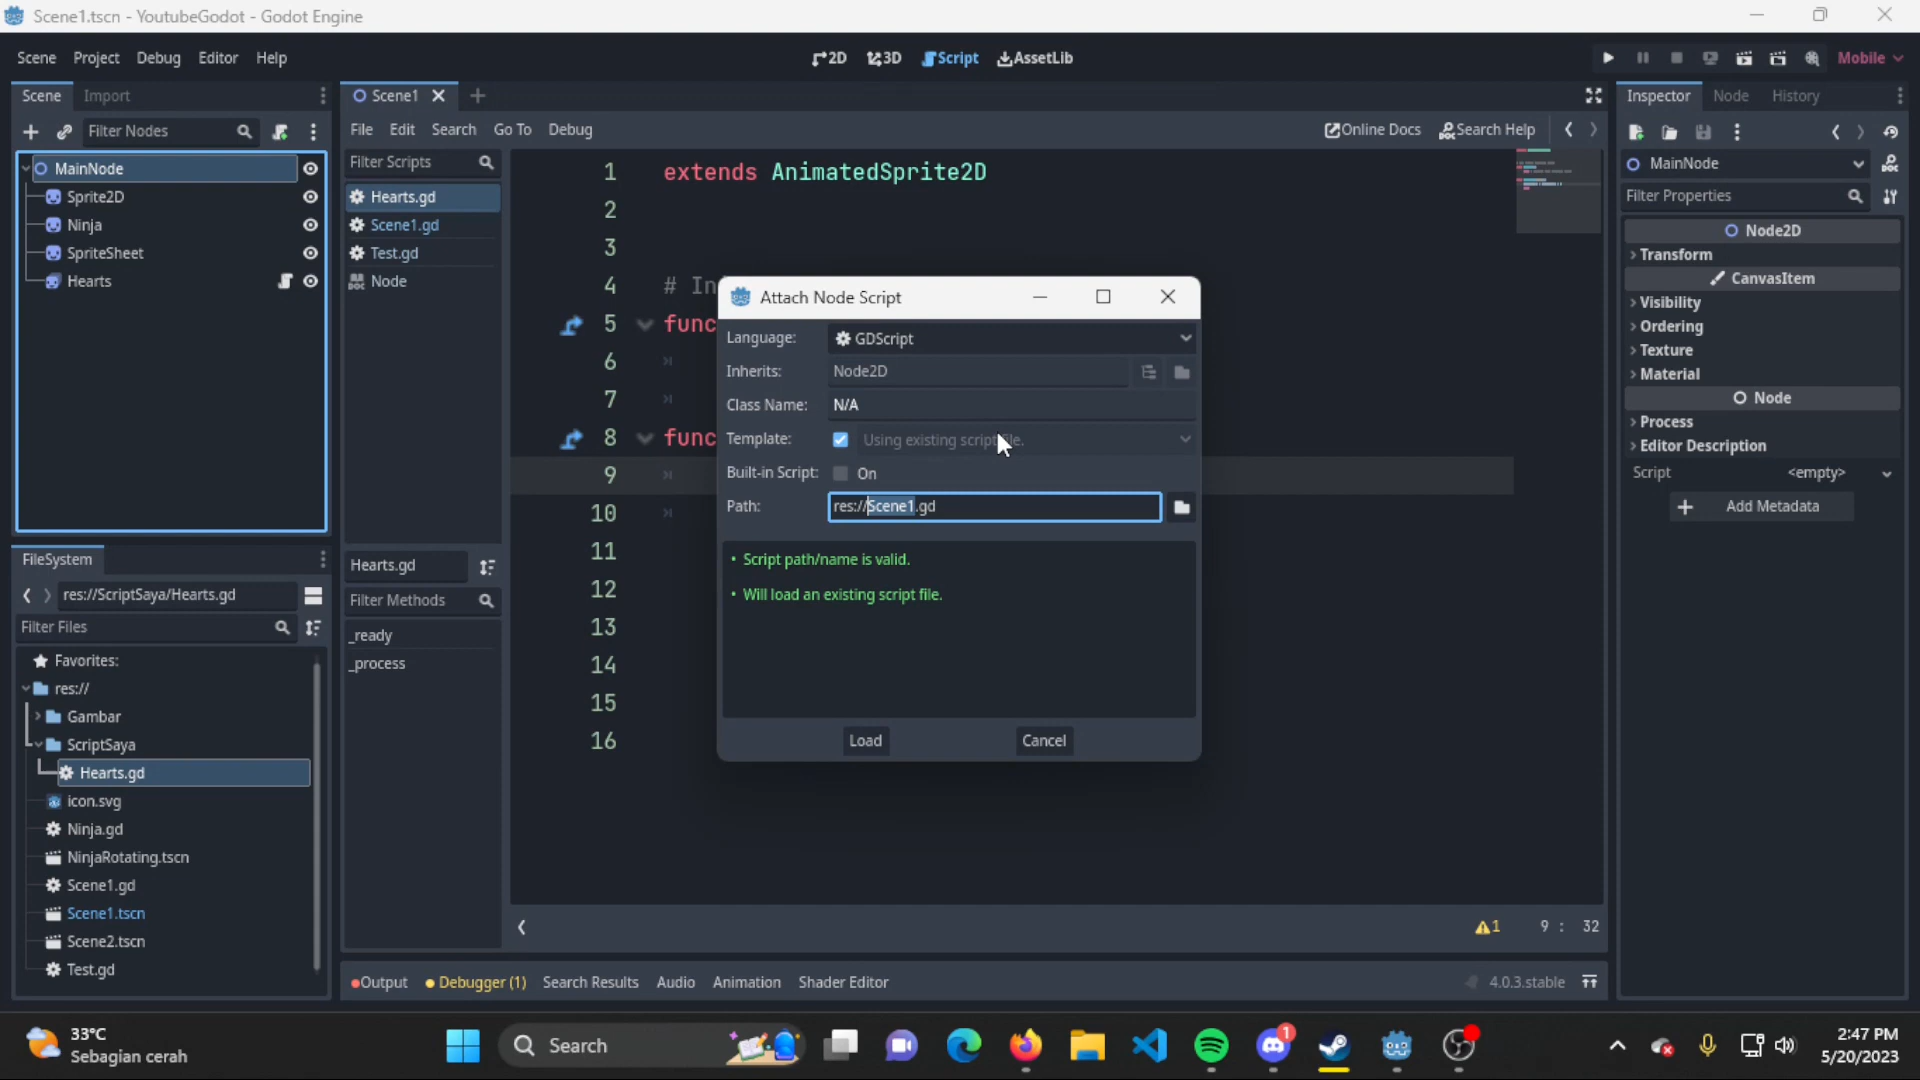 Scene1.tscn - YoutubeGodot - Godot Engine
Scene Project Debug Editor Help
2D 3D Script AssetLib
Mobile
Scene Import
Filter Nodes
MainNode
Sprite2D
Ninja
SpriteSheet
Hearts
FileSystem
res://ScriptSaya/Hearts.gd
Filter Files
Favorites:
res://
Gambar
ScriptSaya
Hearts.gd
icon.svg
Ninja.gd
NinjaRotating.tscn
Scene1.gd
Scene1.tscn
Scene2.tscn
Test.gd
Scene1
File Edit Search Go To Debug
Online Docs Search Help
Filter Scripts
Hearts.gd
Scene1.gd
Test.gd
Node
Hearts.gd
Filter Methods
_ready
_process
1 extends AnimatedSprite2D
2
3
4 # In
5 func
6
7
8 func
9
10
11
12
13
14
15
16
Attach Node Script
Language: GDScript
Inherits: Node2D
Class Name: N/A
Template: Using existing script file.
Built-in Script: On
Path: res://Scene1.gd
• Script path/name is valid.
• Will load an existing script file.
Load Cancel
1 9 : 32
Output Debugger (1) Search Results Audio Animation Shader Editor
4.0.3.stable
Inspector Node History
MainNode
Filter Properties
Node2D
Transform
CanvasItem
Visibility
Ordering
Texture
Material
Node
Process
Editor Description
Script <empty>
Add Metadata
33°C
Sebagian cerah
Search
1
2:47 PM
5/20/2023